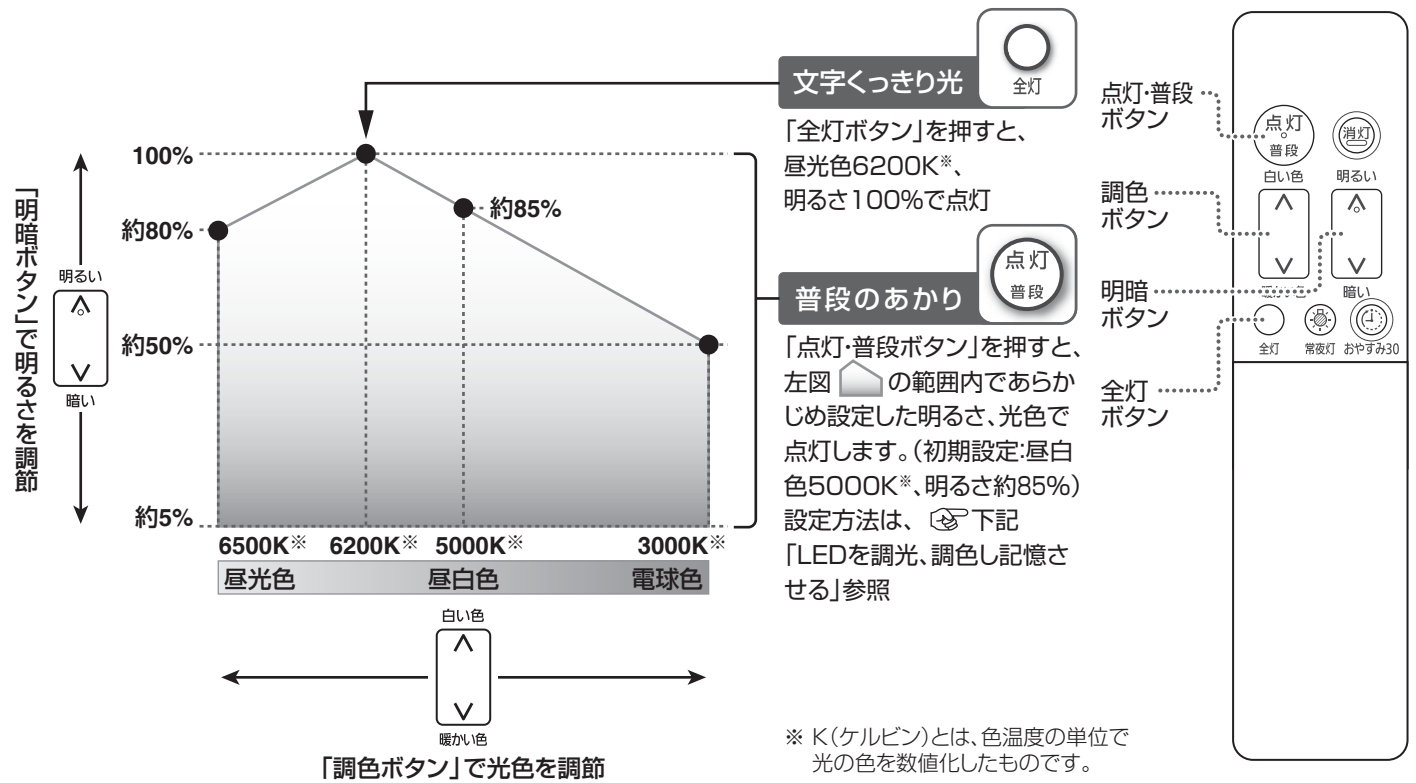 文字くっきり光
全灯
「全灯ボタン」を押すと、
昼光色6200K※、
明るさ100%で点灯
普段のあかり
点灯
普段
「点灯・普段ボタン」を押すと、
左図 の範囲内であらか
じめ設定した明るさ、光色で
点灯します。(初期設定:昼白
色5000K※、明るさ約85%)
設定方法は、 下記
「LEDを調光、調色し記憶さ
せる」参照
「明暗ボタン」で明るさを調節
明るい
暗い
100%
約80%
約85%
約50%
約5%
6500K※ 6200K※ 5000K※ 3000K※
昼光色 昼白色 電球色
白い色
暖かい色
「調色ボタン」で光色を調節
※ K(ケルビン)とは、色温度の単位で
光の色を数値化したものです。
点灯・普段
ボタン
調色
ボタン
明暗
ボタン
全灯
ボタン
点灯
普段
消灯
白い色 明るい
暖かい色 暗い
全灯 常夜灯 おやすみ30